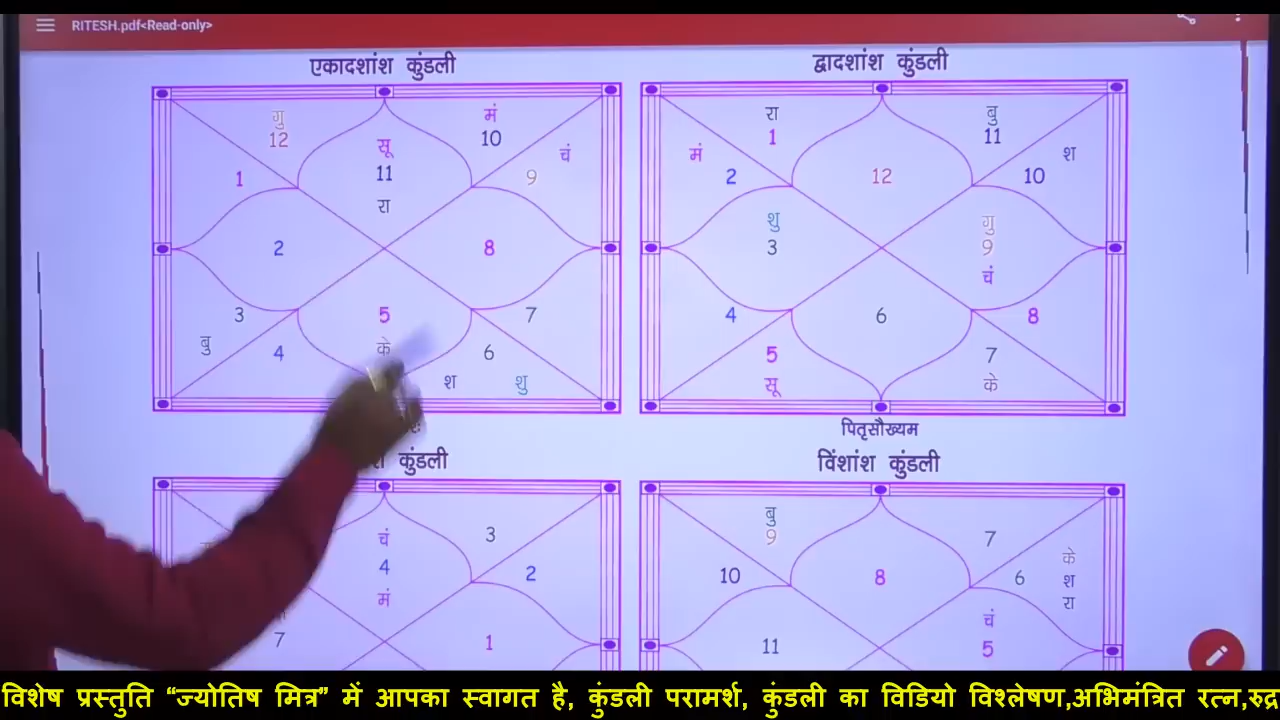 RITESH.pdf<Read-only>
एकादशांश कुंडली
गु
12
मं
10
सू
11
रा
चं
9
1
2
8
3
बु
5
के
7
4
6
श
शु
द्वादशांश कुंडली
रा
1
बु
11
मं
2
12
श
10
शु
3
गु
9
चं
4
6
8
5
सू
7
के
पितृसौख्यम
कुंडली
चं
4
मं
3
2
7
1
विंशांश कुंडली
बु
9
7
10
8
6
के
श
रा
11
चं
5
विशेष प्रस्तुति “ज्योतिष मित्र” में आपका स्वागत है, कुंडली परामर्श, कुंडली का विडियो विश्लेषण,अभिमंत्रित रत्न,रुद्र